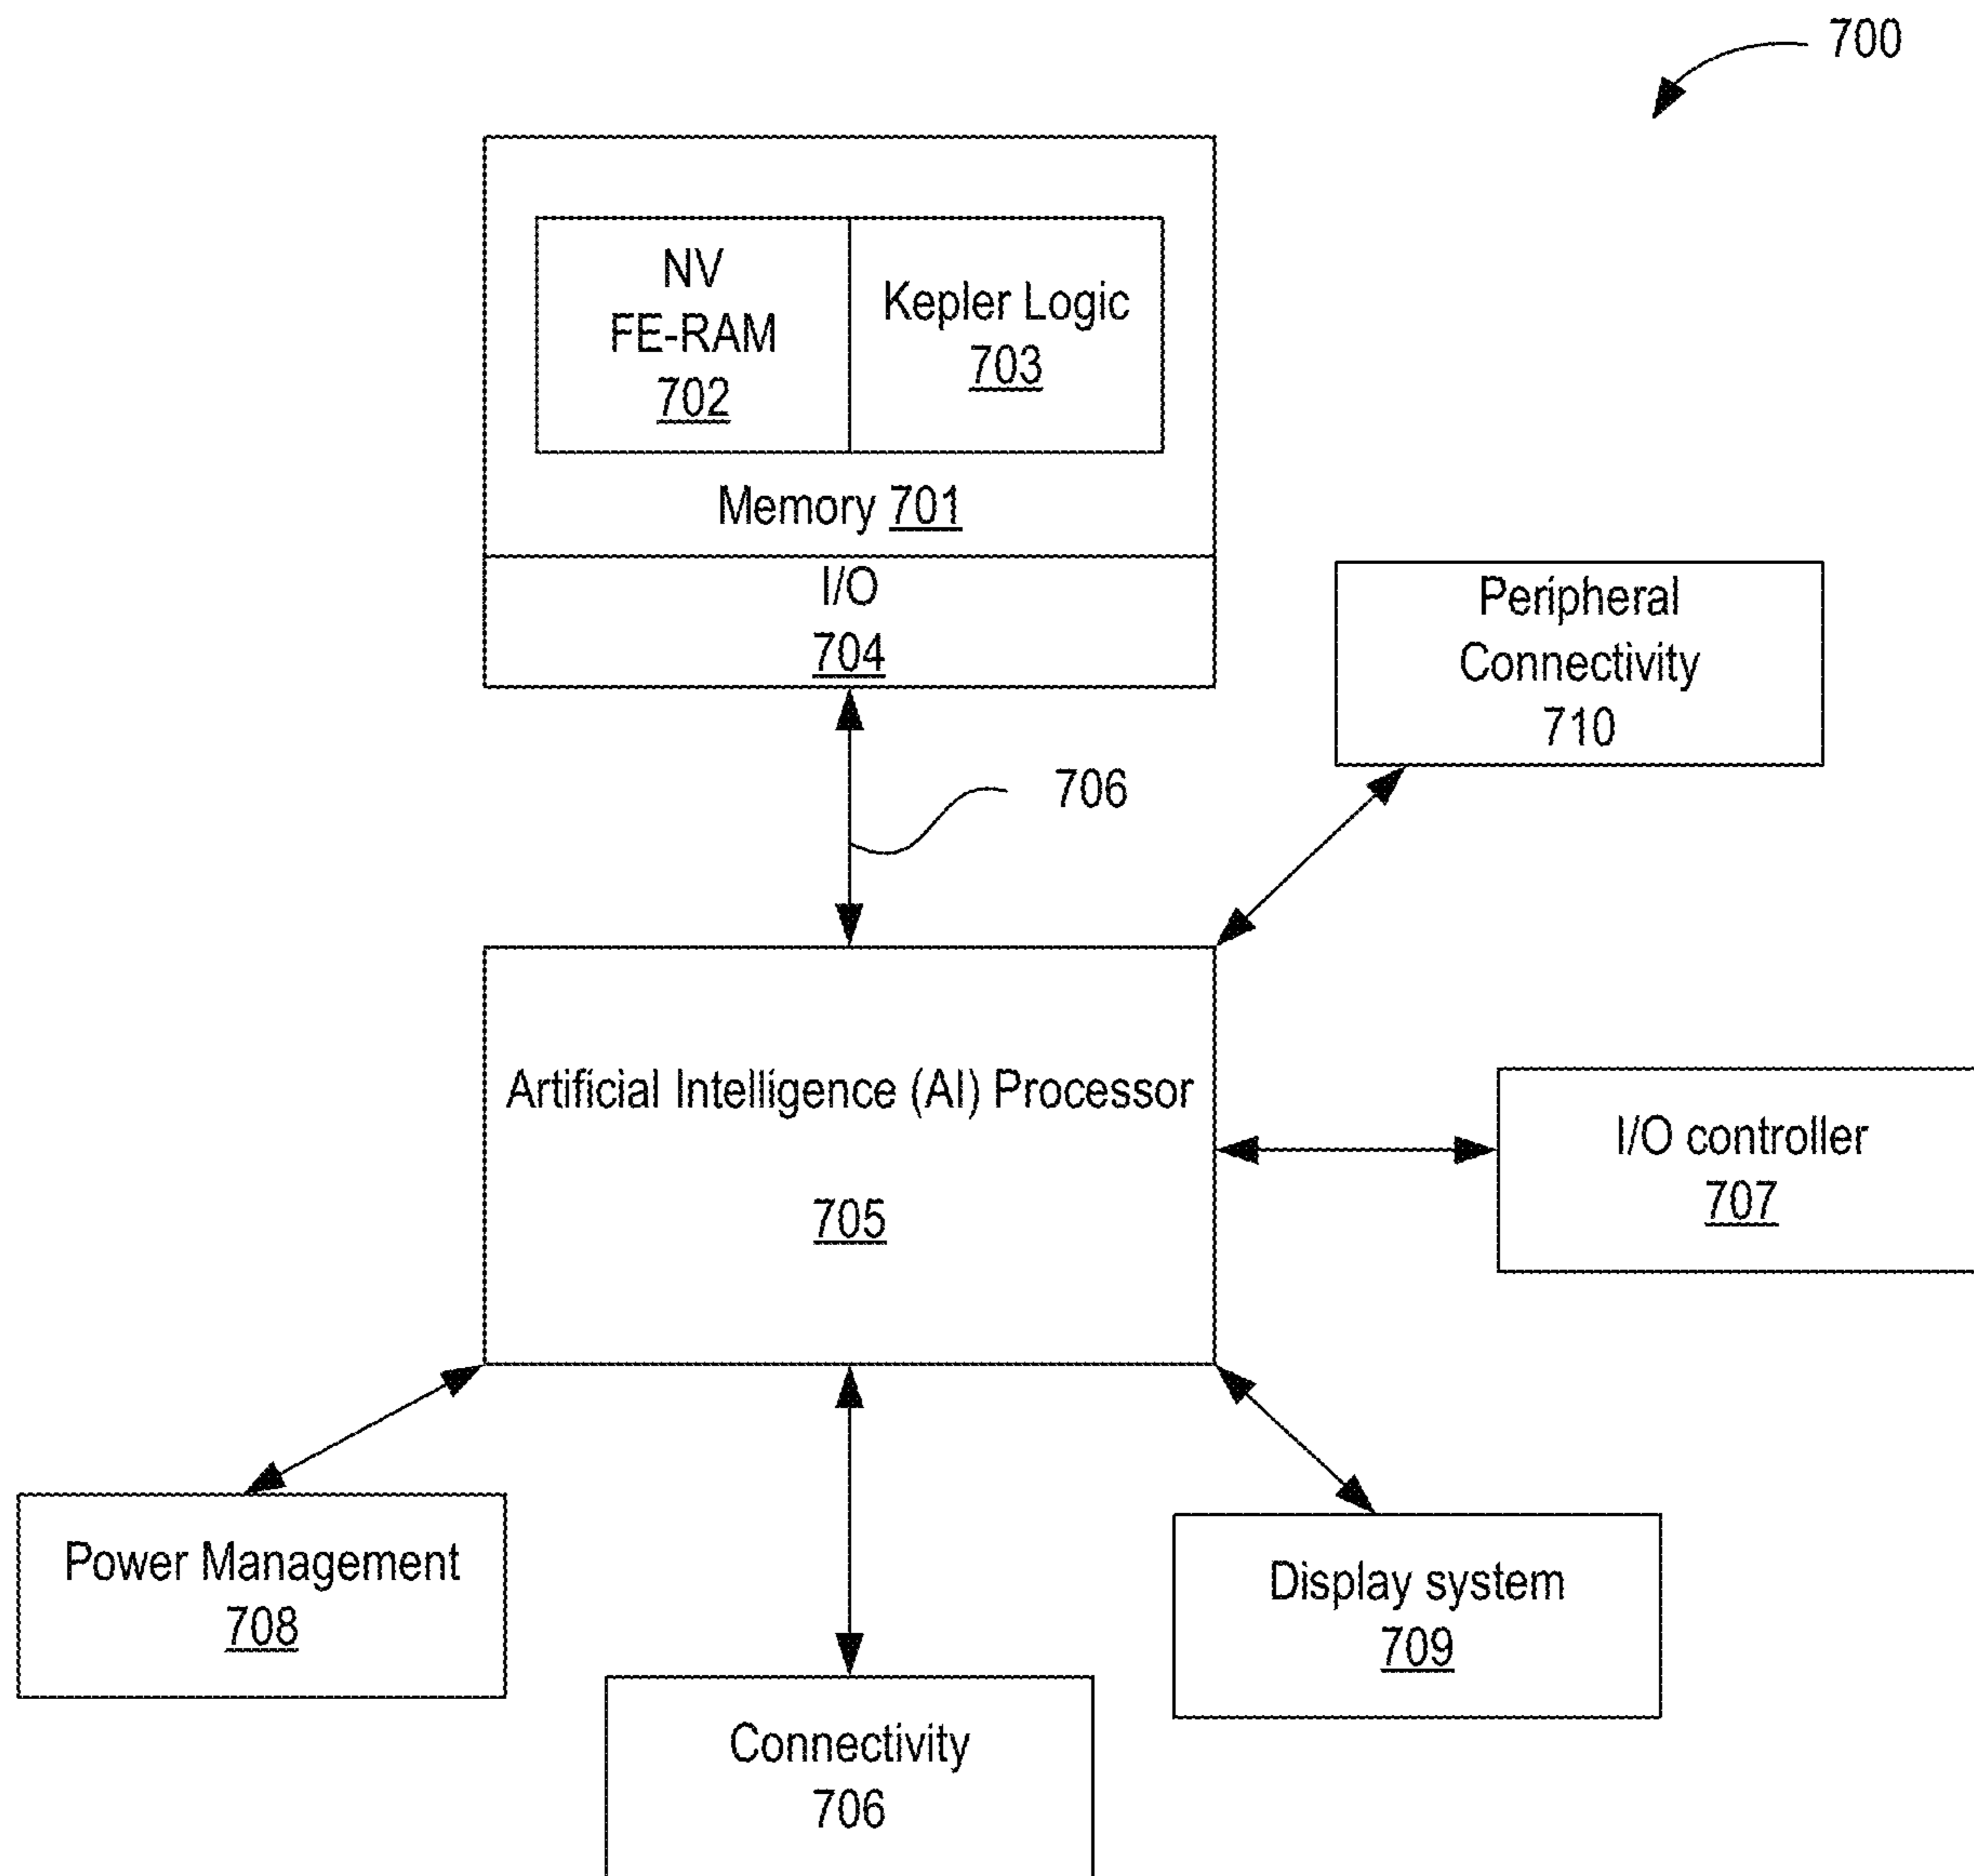 700
NV
FE-RAM
702
Kepler Logic
703
Memory 701
I/O
704
Peripheral
Connectivity
710
706
Artificial Intelligence (AI) Processor
705
I/O controller
707
Power Management
708
Display system
709
Connectivity
706